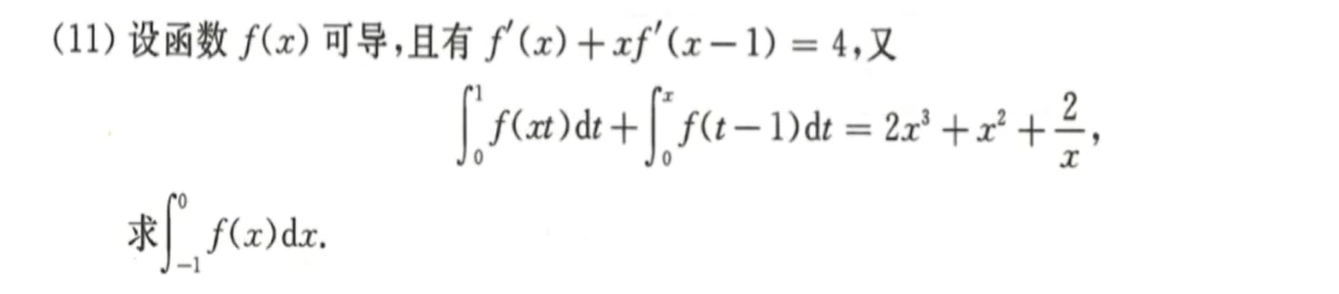 (11) 设函数 f(x) 可导,且有 f′(x)+xf′(x−1) = 4,又
∫₀¹ f(xt)dt+∫₀ˣ f(t−1)dt = 2x³+x²+2/x,
求∫₋₁⁰ f(x)dx.